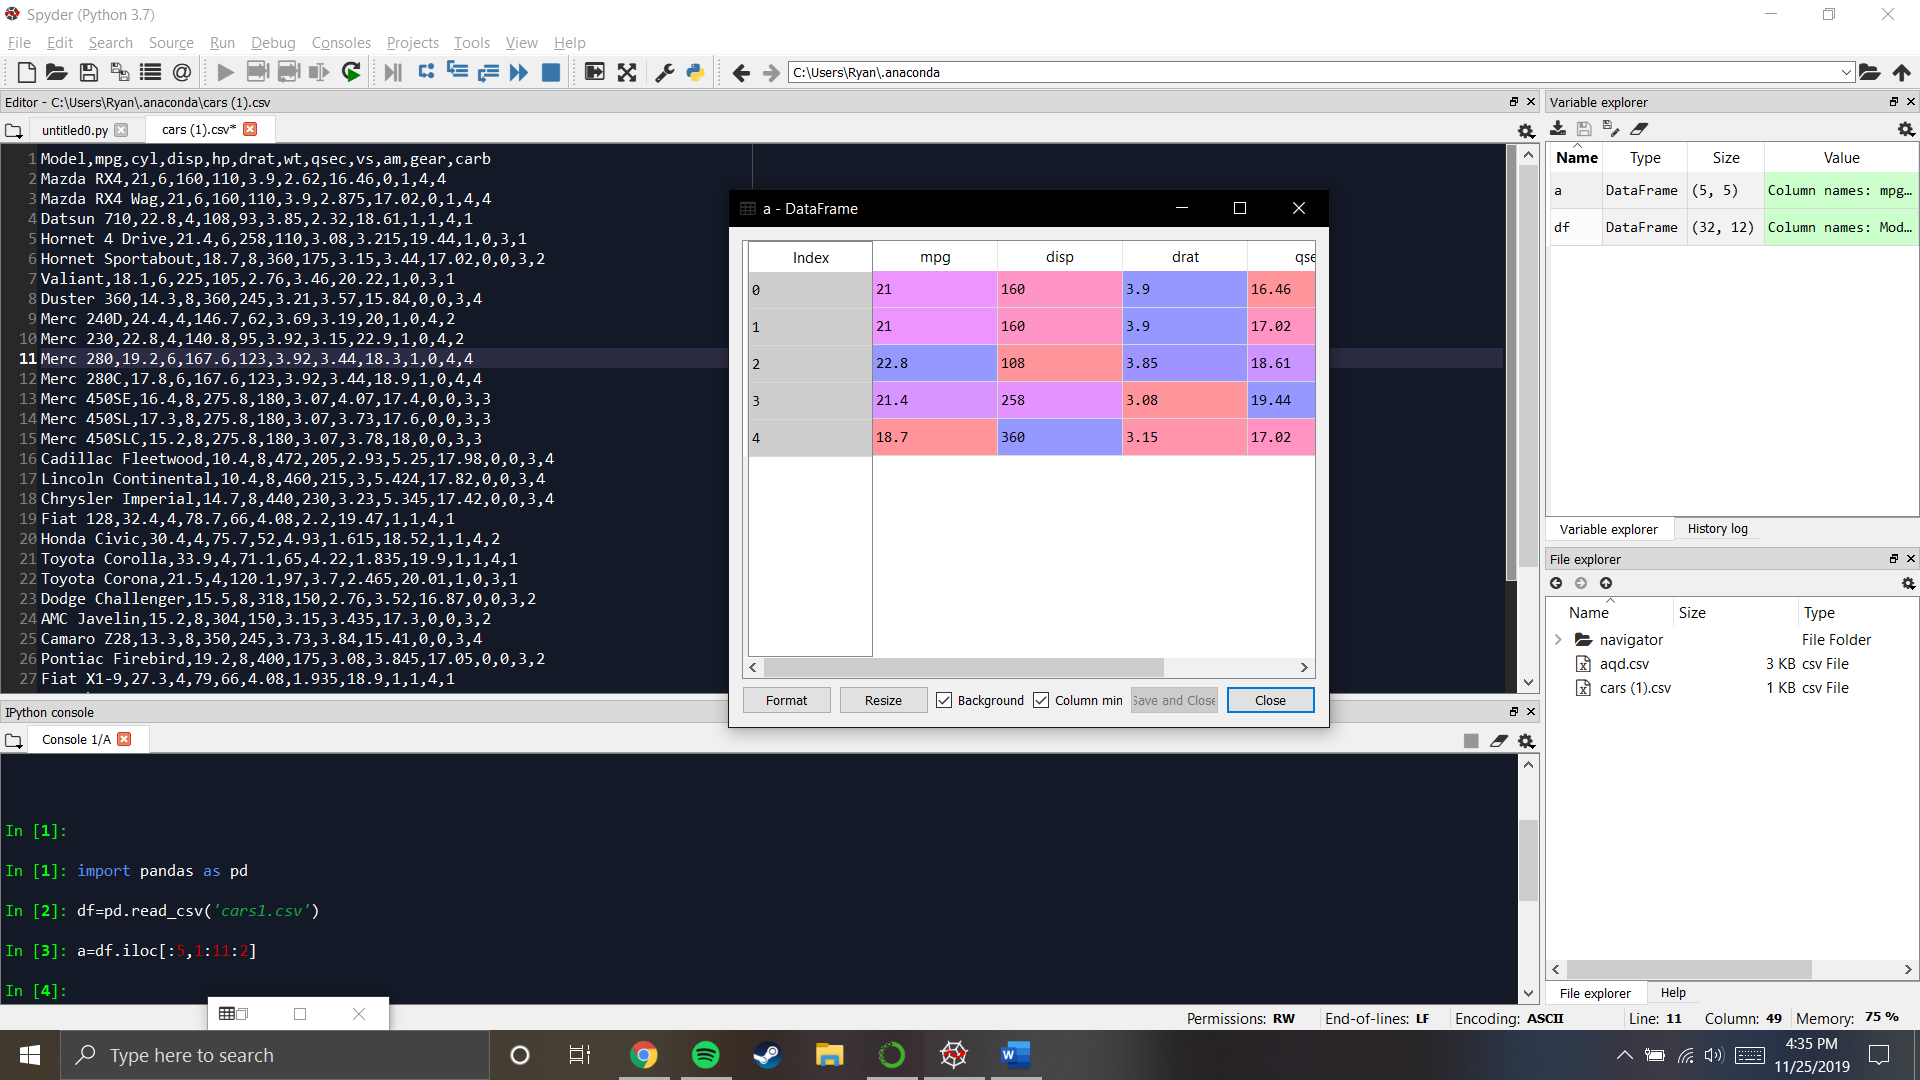 Spyder (Python 3.7)
File Edit Search Source Run Debug Consoles Projects Tools View Help
C:\Users\Ryan\.anaconda
Editor - C:\Users\Ryan\.anaconda\cars (1).csv
untitled0.py cars (1).csv*
1 Model,mpg,cyl,disp,hp,drat,wt,qsec,vs,am,gear,carb
2 Mazda RX4,21,6,160,110,3.9,2.62,16.46,0,1,4,4
3 Mazda RX4 Wag,21,6,160,110,3.9,2.875,17.02,0,1,4,4
4 Datsun 710,22.8,4,108,93,3.85,2.32,18.61,1,1,4,1
5 Hornet 4 Drive,21.4,6,258,110,3.08,3.215,19.44,1,0,3,1
6 Hornet Sportabout,18.7,8,360,175,3.15,3.44,17.02,0,0,3,2
7 Valiant,18.1,6,225,105,2.76,3.46,20.22,1,0,3,1
8 Duster 360,14.3,8,360,245,3.21,3.57,15.84,0,0,3,4
9 Merc 240D,24.4,4,146.7,62,3.69,3.19,20,1,0,4,2
10 Merc 230,22.8,4,140.8,95,3.92,3.15,22.9,1,0,4,2
11 Merc 280,19.2,6,167.6,123,3.92,3.44,18.3,1,0,4,4
12 Merc 280C,17.8,6,167.6,123,3.92,3.44,18.9,1,0,4,4
13 Merc 450SE,16.4,8,275.8,180,3.07,4.07,17.4,0,0,3,3
14 Merc 450SL,17.3,8,275.8,180,3.07,3.73,17.6,0,0,3,3
15 Merc 450SLC,15.2,8,275.8,180,3.07,3.78,18,0,0,3,3
16 Cadillac Fleetwood,10.4,8,472,205,2.93,5.25,17.98,0,0,3,4
17 Lincoln Continental,10.4,8,460,215,3,5.424,17.82,0,0,3,4
18 Chrysler Imperial,14.7,8,440,230,3.23,5.345,17.42,0,0,3,4
19 Fiat 128,32.4,4,78.7,66,4.08,2.2,19.47,1,1,4,1
20 Honda Civic,30.4,4,75.7,52,4.93,1.615,18.52,1,1,4,2
21 Toyota Corolla,33.9,4,71.1,65,4.22,1.835,19.9,1,1,4,1
22 Toyota Corona,21.5,4,120.1,97,3.7,2.465,20.01,1,0,3,1
23 Dodge Challenger,15.5,8,318,150,2.76,3.52,16.87,0,0,3,2
24 AMC Javelin,15.2,8,304,150,3.15,3.435,17.3,0,0,3,2
25 Camaro Z28,13.3,8,350,245,3.73,3.84,15.41,0,0,3,4
26 Pontiac Firebird,19.2,8,400,175,3.08,3.845,17.05,0,0,3,2
27 Fiat X1-9,27.3,4,79,66,4.08,1.935,18.9,1,1,4,1
a - DataFrame
Index mpg disp drat qse
0 21 160 3.9 16.46
1 21 160 3.9 17.02
2 22.8 108 3.85 18.61
3 21.4 258 3.08 19.44
4 18.7 360 3.15 17.02
Format Resize Background Column min Save and Close Close
Variable explorer
Name Type Size Value
a DataFrame (5, 5) Column names: mpg...
df DataFrame (32, 12) Column names: Mod...
Variable explorer History log
File explorer
Name Size Type
navigator File Folder
aqd.csv 3 KB csv File
cars (1).csv 1 KB csv File
File explorer Help
IPython console
Console 1/A
In [1]:
In [1]: import pandas as pd
In [2]: df=pd.read_csv('cars1.csv')
In [3]: a=df.iloc[:5,1:11:2]
In [4]:
Permissions: RW End-of-lines: LF Encoding: ASCII Line: 11 Column: 49 Memory: 75 %
Type here to search
4:35 PM
11/25/2019